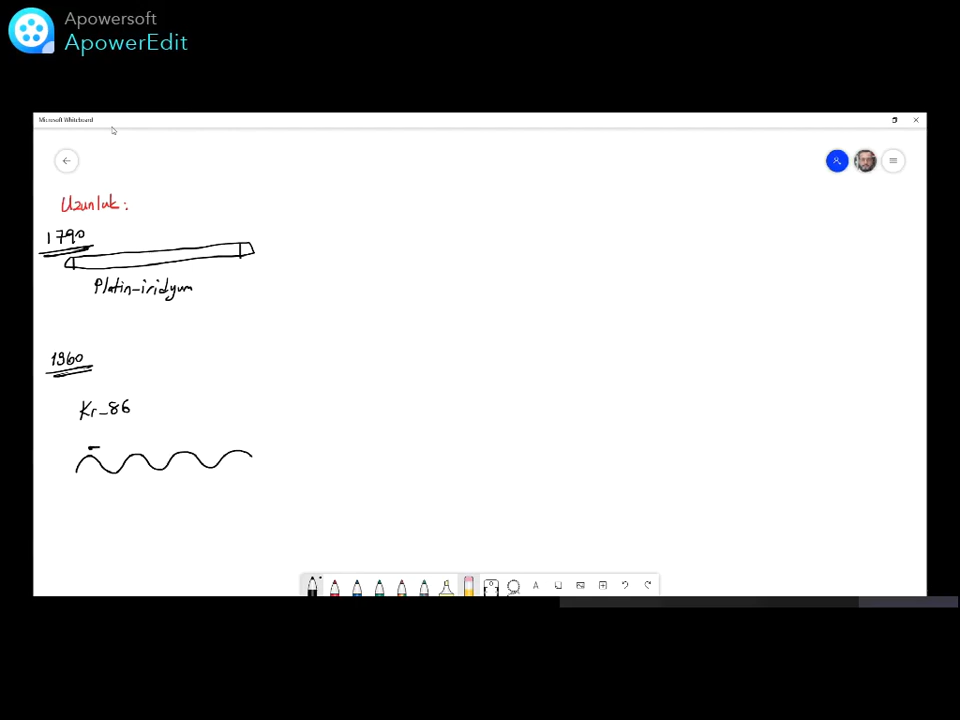 Apowersoft
ApowerEdit
Microsoft Whiteboard
Uzunluk:
1790
Platin-iridyum
1960
Kr-86
A